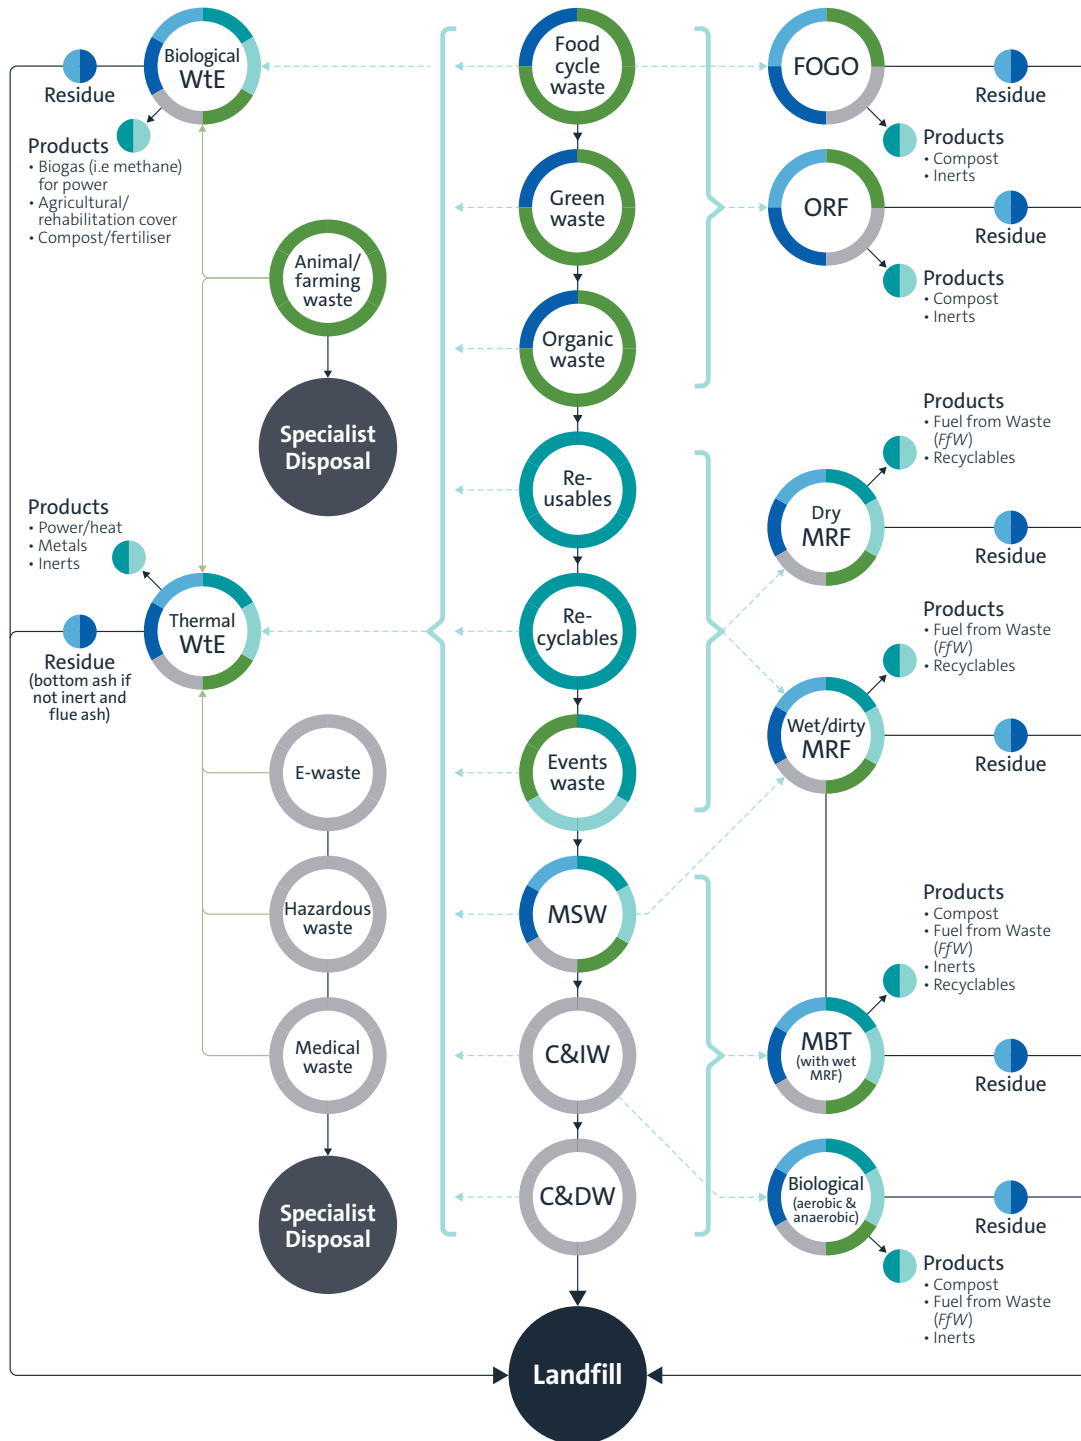 Biological
WtE
Residue
Products
• Biogas (i.e methane)
for power
• Agricultural/
rehabilitation cover
• Compost/fertiliser
Animal/
farming
waste
Specialist
Disposal
Products
• Power/heat
• Metals
• Inerts
Thermal
WtE
Residue
(bottom ash if
not inert and
flue ash)
E-waste
Hazardous
waste
Medical
waste
Specialist
Disposal
Food
cycle
waste
Green
waste
Organic
waste
Re-
usables
Re-
cyclables
Events
waste
MSW
C&IW
C&DW
Landfill
FOGO
Residue
Products
• Compost
• Inerts
ORF
Residue
Products
• Compost
• Inerts
Products
• Fuel from Waste
(FfW)
• Recyclables
Dry
MRF
Residue
Products
• Fuel from Waste
(FfW)
• Recyclables
Wet/dirty
MRF
Residue
Products
• Compost
• Fuel from Waste
(FfW)
• Inerts
• Recyclables
MBT
(with wet
MRF)
Residue
Biological
(aerobic &
anaerobic)
Residue
Products
• Compost
• Fuel from Waste
(FfW)
• Inerts